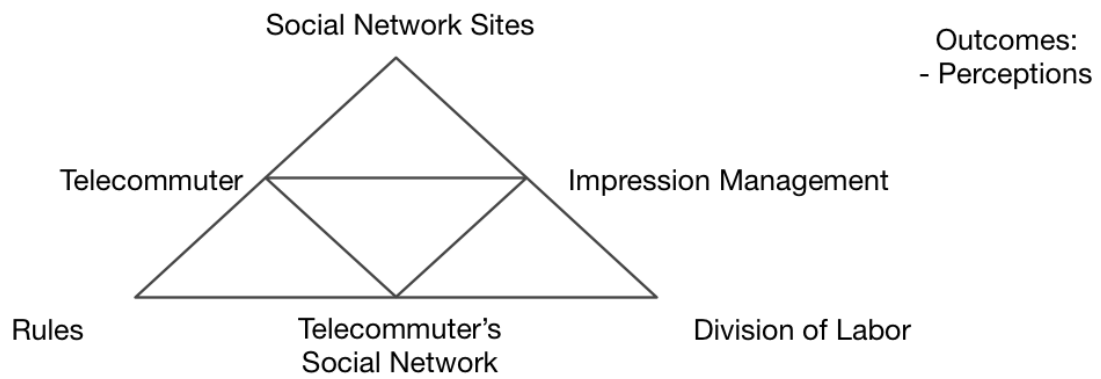 Social Network Sites
Outcomes:
- Perceptions
Telecommuter
Impression Management
Rules
Telecommuter’s
Social Network
Division of Labor